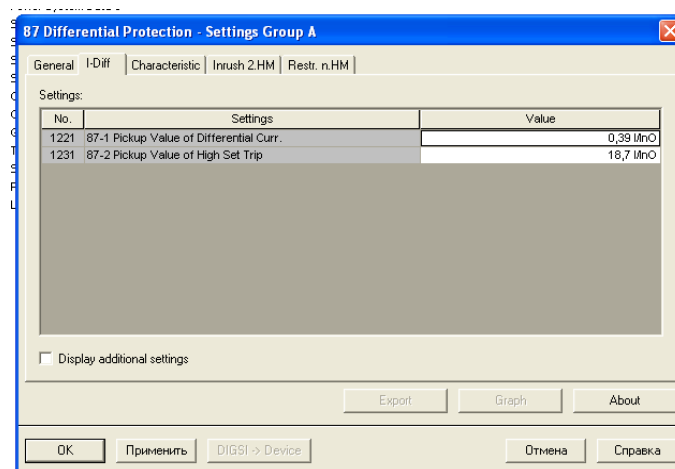 87 Differential Protection - Settings Group A
General I-Diff Characteristic Inrush 2.HM Restr. n.HM
Settings:
No. Settings Value
1221 87-1 Pickup Value of Differential Curr. 0,39 I/InO
1231 87-2 Pickup Value of High Set Trip 18,7 I/InO
Display additional settings
Export Graph About
OK Применить DIGSI -> Device Отмена Справка